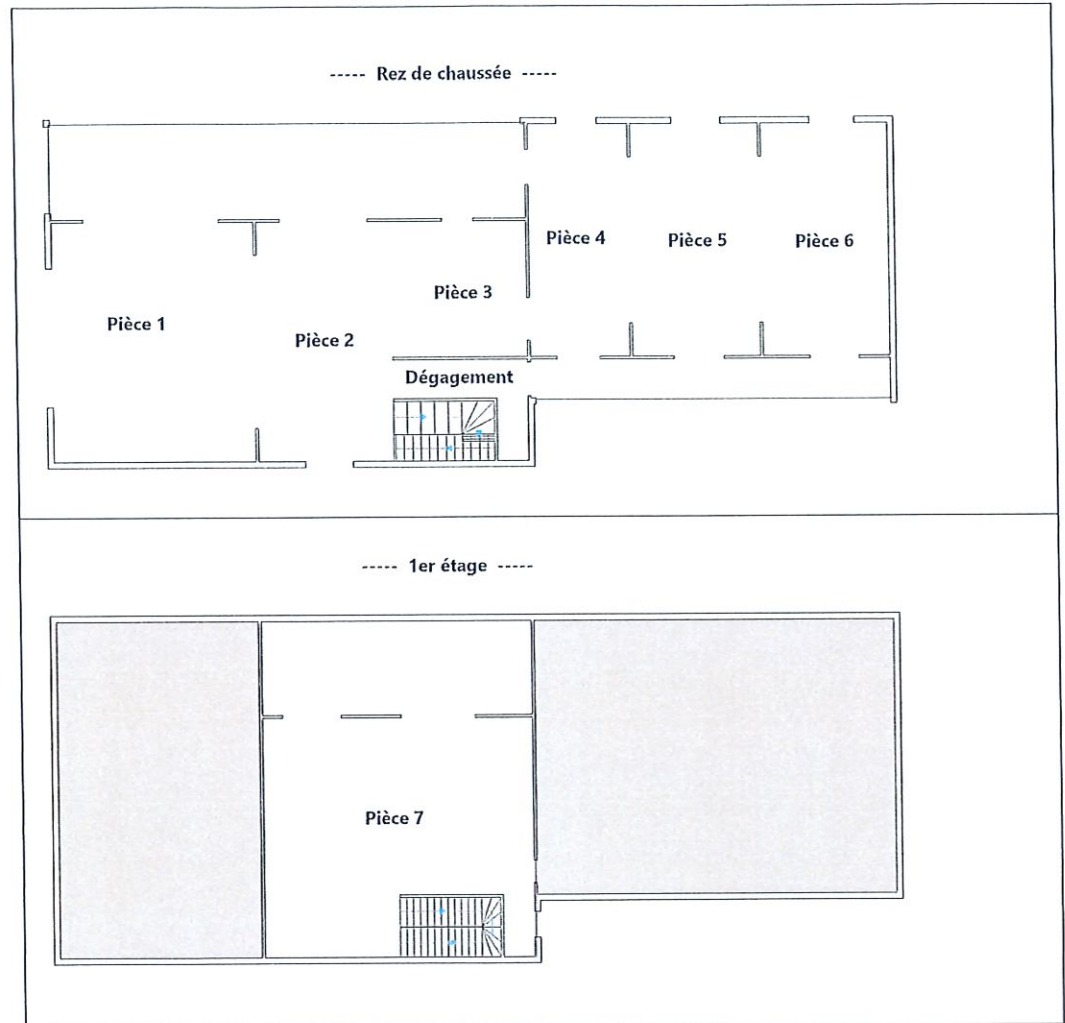 ----- Rez de chaussée -----
Pièce 4
Pièce 5
Pièce 6
Pièce 3
Pièce 1
Pièce 2
Dégagement
----- 1er étage -----
Pièce 7